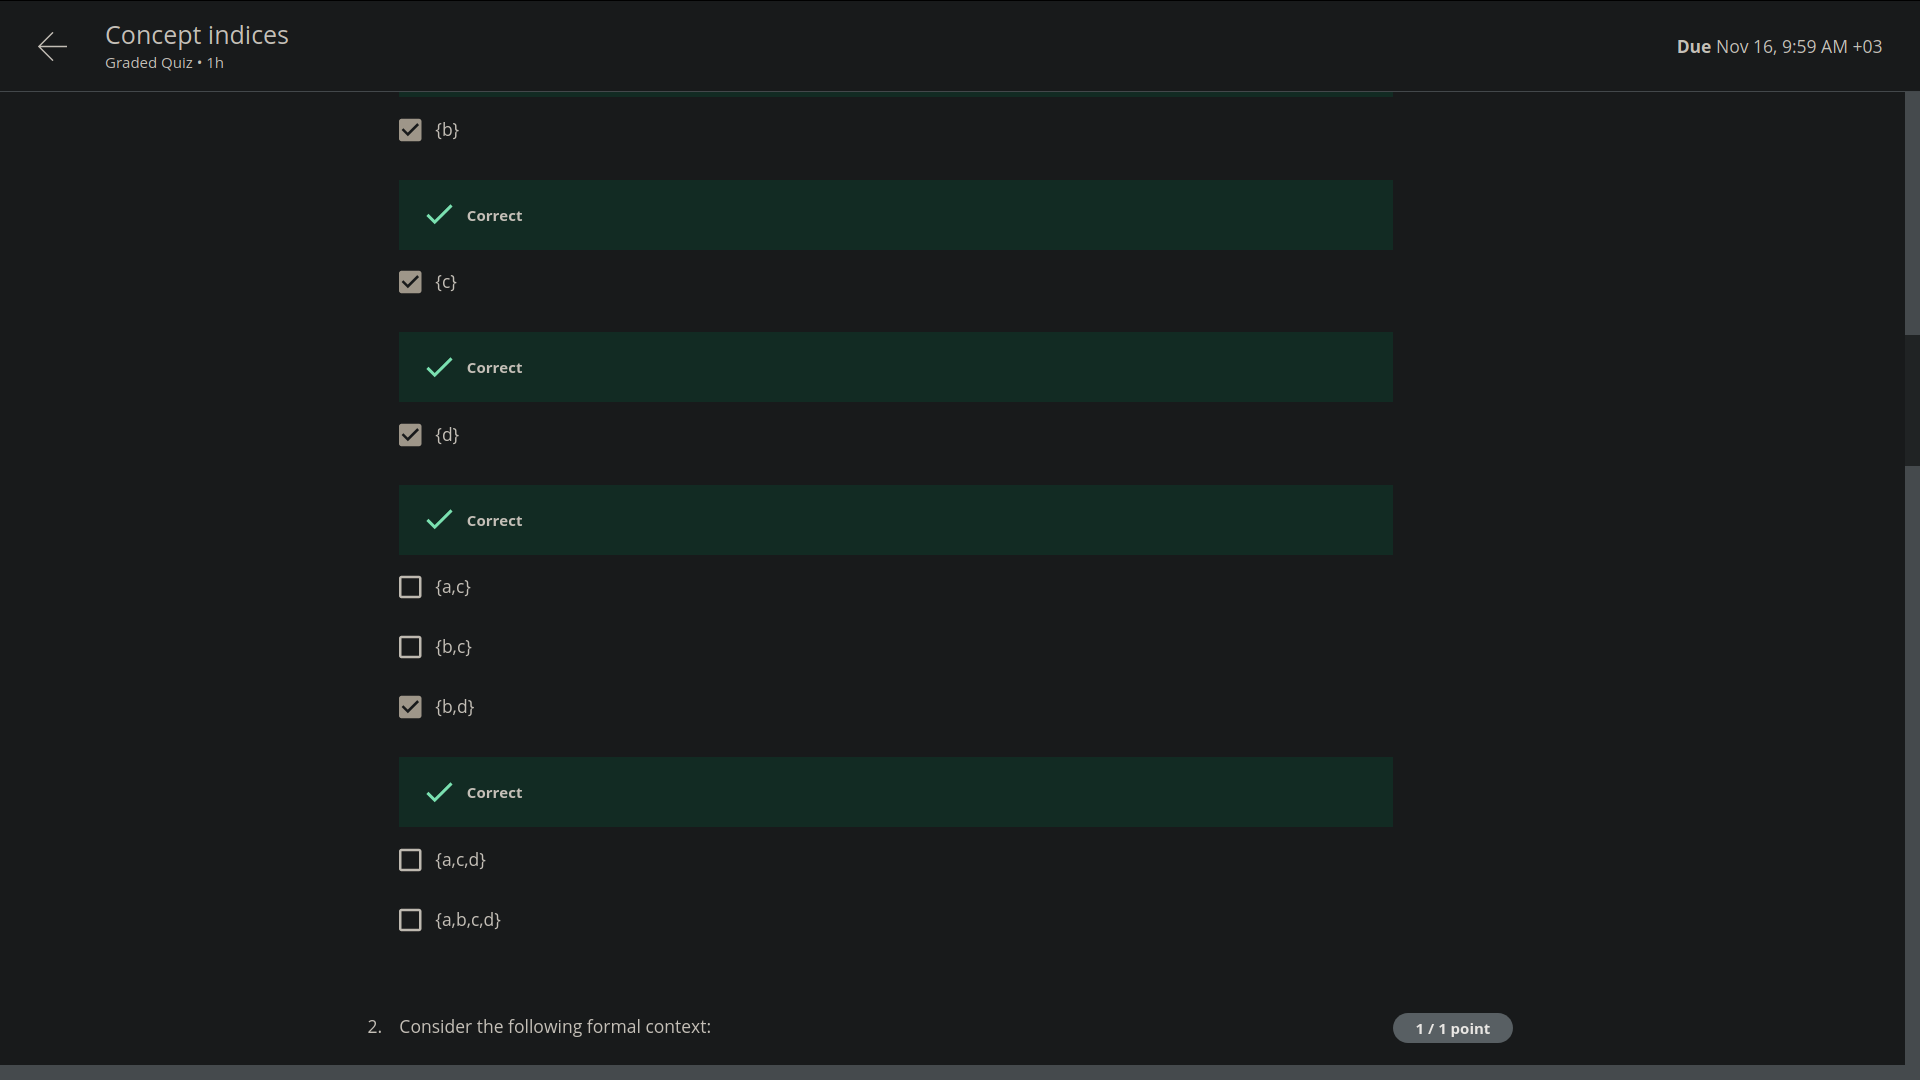 Concept indices
Graded Quiz • 1h
Due Nov 16, 9:59 AM +03
{b}
Correct
{c}
Correct
{d}
Correct
{a,c}
{b,c}
{b,d}
Correct
{a,c,d}
{a,b,c,d}
2. Consider the following formal context:
1 / 1 point